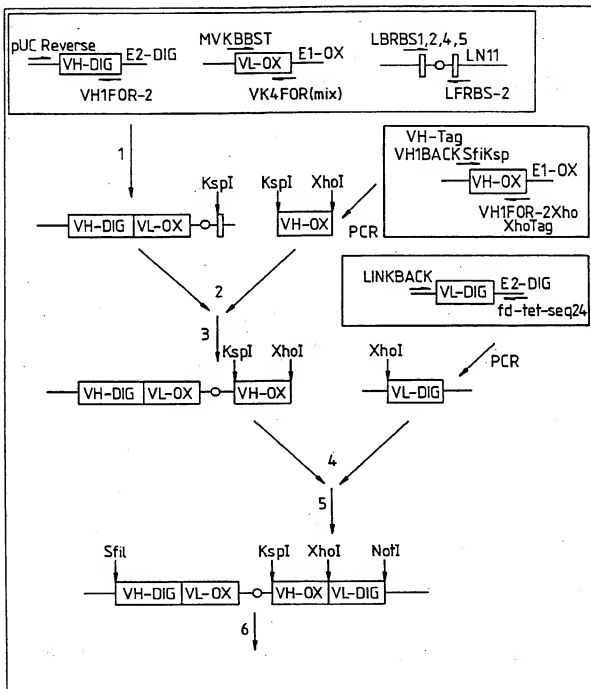 pUC Reverse
VH-DIG
E2-DIG
VH1FOR-2
MVKBBST
VL-OX
E1-OX
VK4FOR(mix)
LBRBS1,2,4,5
LN11
LFRBS-2
1
VH-Tag
VH1BACKSfiKsp
VH-OX
E1-OX
VH1FOR-2Xho
XhoTag
PCR
KspI
VH-DIG VL-OX
KspI XhoI
VH-OX
2
LINKBACK
VL-DIG
E2-DIG
fd-tet-seq24
PCR
3
KspI XhoI
VH-DIG VL-OX VH-OX
XhoI
VL-DIG
4
5
SfiI KspI XhoI NotI
VH-DIG VL-OX VH-OX VL-DIG
6